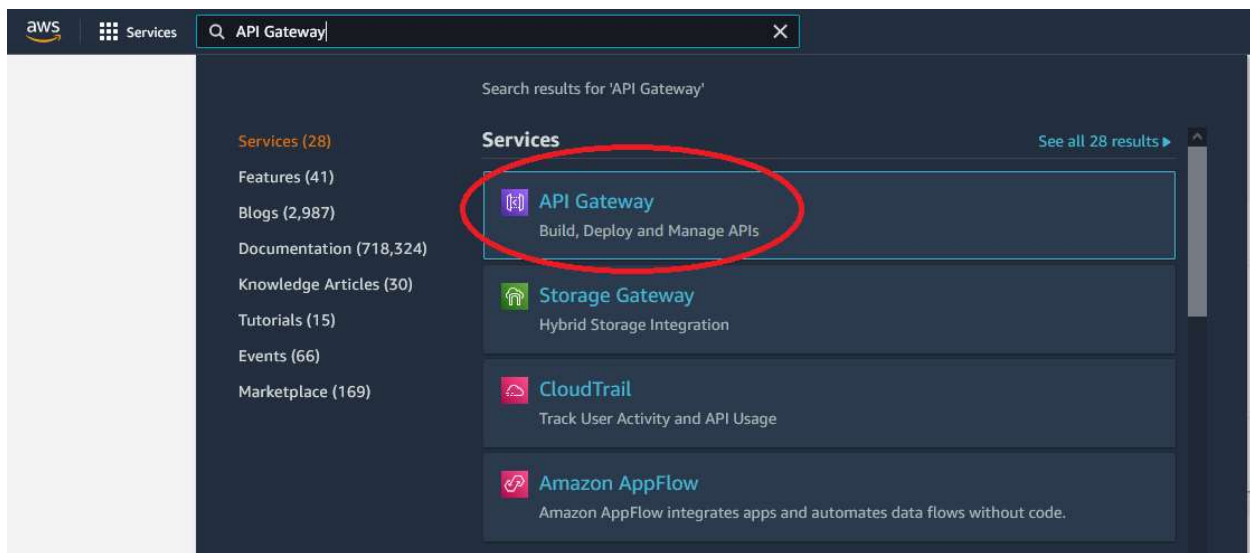 aws
Services
API Gateway
Search results for 'API Gateway'
Services (28)
Features (41)
Blogs (2,987)
Documentation (718,324)
Knowledge Articles (30)
Tutorials (15)
Events (66)
Marketplace (169)
Services
See all 28 results ▶
API Gateway
Build, Deploy and Manage APIs
Storage Gateway
Hybrid Storage Integration
CloudTrail
Track User Activity and API Usage
Amazon AppFlow
Amazon AppFlow integrates apps and automates data flows without code.